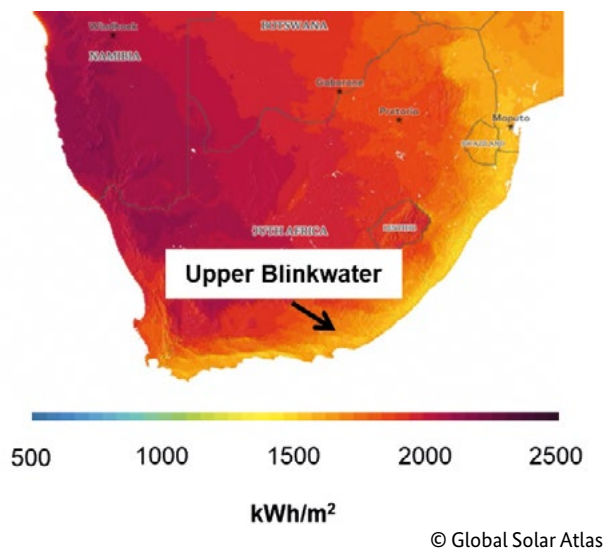 BOTSWANA
Windhoek
NAMIBIA
Gaborone
Pretoria
Maputo
SWAZILAND
SOUTH AFRICA
LESOTHO
Upper Blinkwater
500 1000 1500 2000 2500
kWh/m²
© Global Solar Atlas